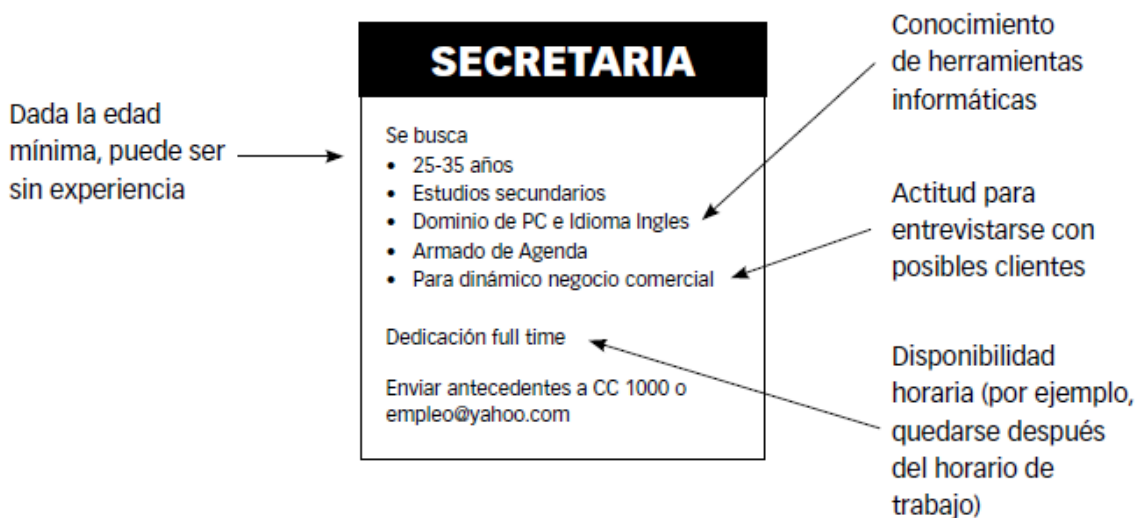 SECRETARIA
Dada la edad
mínima, puede ser
sin experiencia
Se busca
• 25-35 años
• Estudios secundarios
• Dominio de PC e Idioma Ingles
• Armado de Agenda
• Para dinámico negocio comercial
Dedicación full time
Enviar antecedentes a CC 1000 o
empleo@yahoo.com
Conocimiento
de herramientas
informáticas
Actitud para
entrevistarse con
posibles clientes
Disponibilidad
horaria (por ejemplo,
quedarse después
del horario de
trabajo)